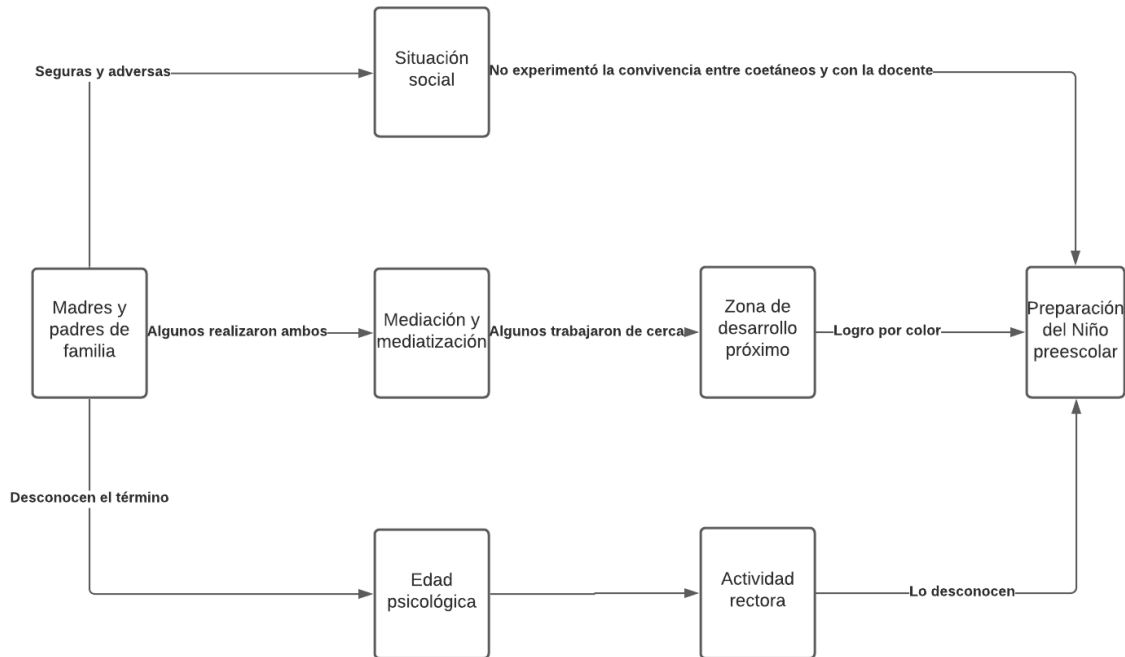 Situación
social
Seguras y adversas
No experimentó la convivencia entre coetáneos y con la docente
Madres y
padres de
familia
Algunos realizaron ambos
Mediación y
mediatización
Algunos trabajaron de cerca
Zona de
desarrollo
próximo
Logro por color
Preparación
del Niño
preescolar
Desconocen el término
Edad
psicológica
Actividad
rectora
Lo desconocen